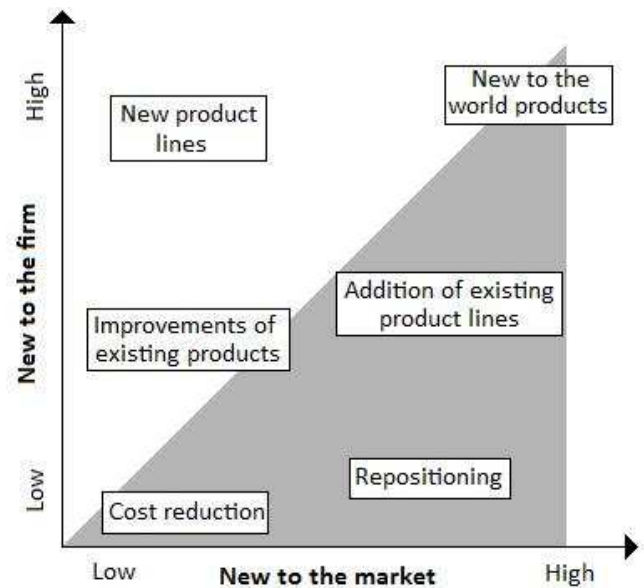 High
New to the
world products
New product
lines
New to the firm
Addition of existing
product lines
Improvements of
existing products
Low
Repositioning
Cost reduction
Low
New to the market
High